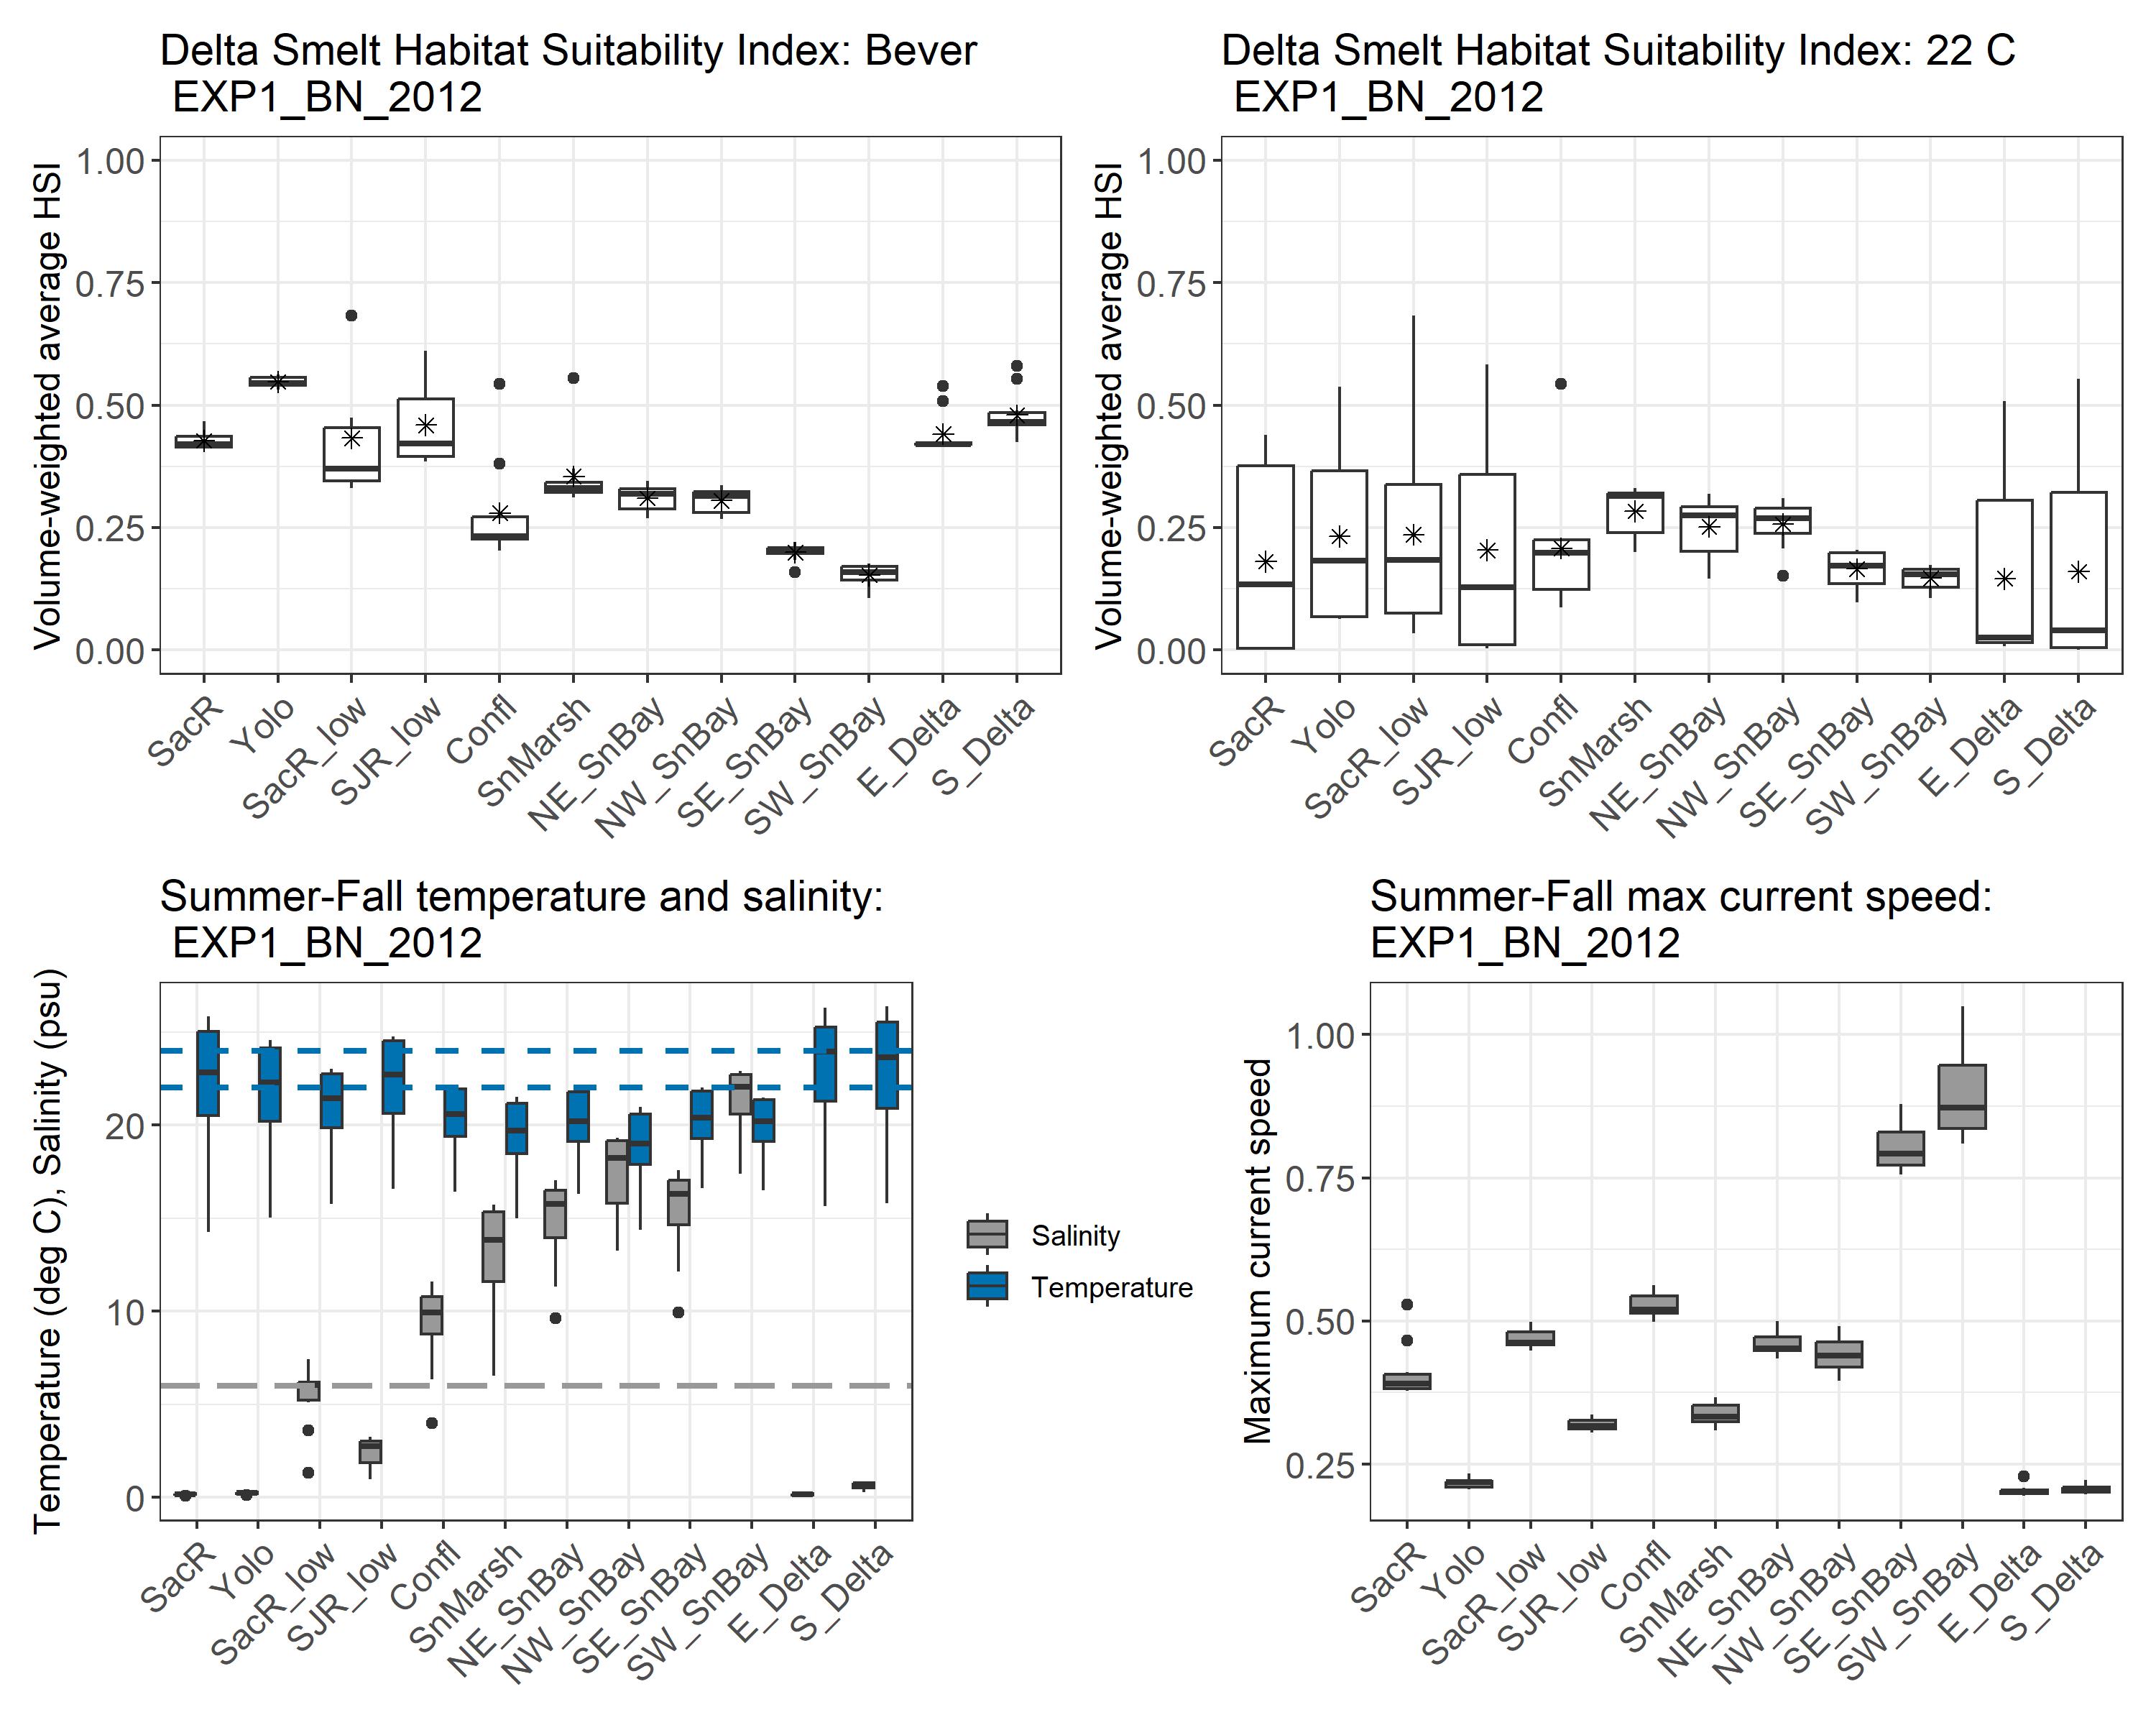 Delta Smelt Habitat Suitability Index: Bever
EXP1_BN_2012
Volume-weighted average HSI
1.00
0.75
0.50
0.25
0.00
SacR
Yolo
SacR_low
SJR_low
Confl
SnMarsh
NE_SnBay
NW_SnBay
SE_SnBay
SW_SnBay
E_Delta
S_Delta
Delta Smelt Habitat Suitability Index: 22 C
EXP1_BN_2012
Volume-weighted average HSI
1.00
0.75
0.50
0.25
0.00
SacR
Yolo
SacR_low
SJR_low
Confl
SnMarsh
NE_SnBay
NW_SnBay
SE_SnBay
SW_SnBay
E_Delta
S_Delta
Summer-Fall temperature and salinity:
EXP1_BN_2012
Temperature (deg C), Salinity (psu)
20
10
0
SacR
Yolo
SacR_low
SJR_low
Confl
SnMarsh
NE_SnBay
NW_SnBay
SE_SnBay
SW_SnBay
E_Delta
S_Delta
Salinity
Temperature
Summer-Fall max current speed:
EXP1_BN_2012
Maximum current speed
1.00
0.75
0.50
0.25
SacR
Yolo
SacR_low
SJR_low
Confl
SnMarsh
NE_SnBay
NW_SnBay
SE_SnBay
SW_SnBay
E_Delta
S_Delta